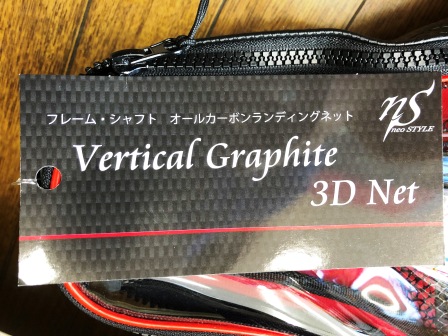 ns
neo STYLE
フレーム・シャフト　オールカーボンランディングネット
Vertical Graphite
3D Net